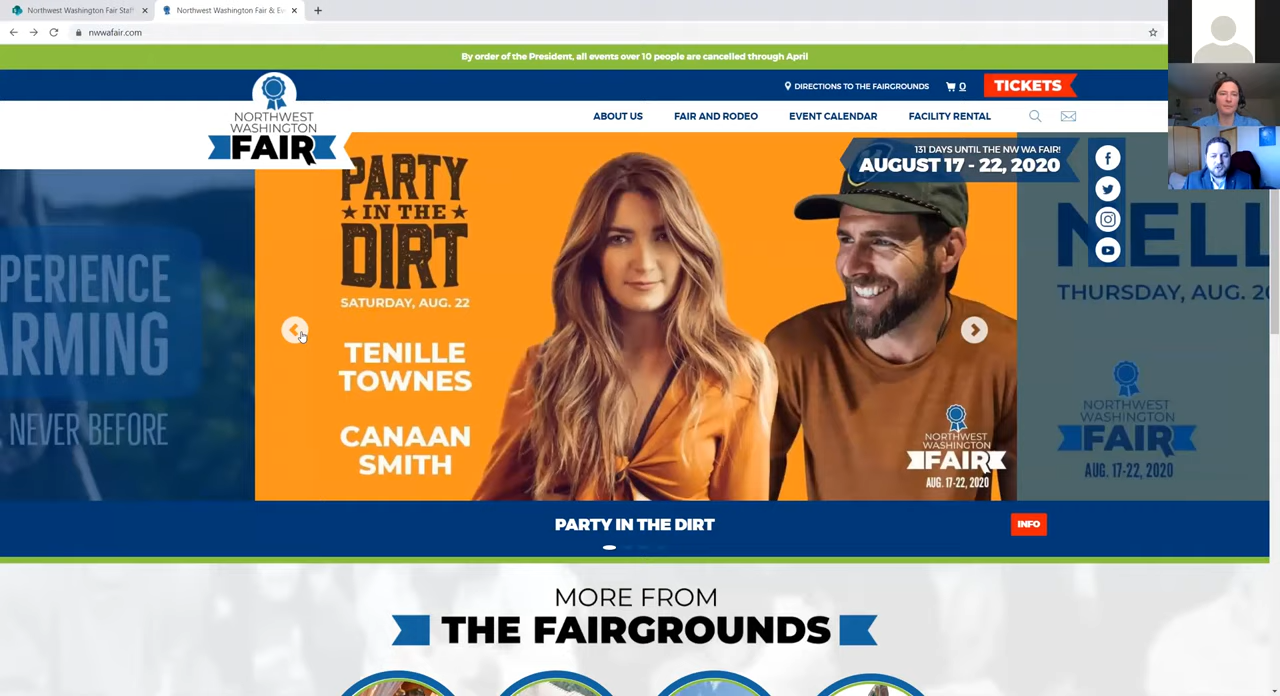 Northwest Washington Fair Staff
Northwest Washington Fair & Ev
nwwafair.com
By order of the President, all events over 10 people are cancelled through April
DIRECTIONS TO THE FAIRGROUNDS
0
TICKETS
NORTHWEST
WASHINGTON
FAIR
ABOUT US
FAIR AND RODEO
EVENT CALENDAR
FACILITY RENTAL
131 DAYS UNTIL THE NW WA FAIR!
AUGUST 17 - 22, 2020
PERIENCE
ARMING
NEVER BEFORE
PARTY
IN THE
DIRT
SATURDAY, AUG. 22
TENILLE
TOWNES
CANAAN
SMITH
NORTHWEST
WASHINGTON
FAIR
AUG. 17-22, 2020
NELL
THURSDAY, AUG. 20
NORTHWEST
WASHINGTON
FAIR
AUG. 17-22, 2020
PARTY IN THE DIRT
INFO
MORE FROM
THE FAIRGROUNDS